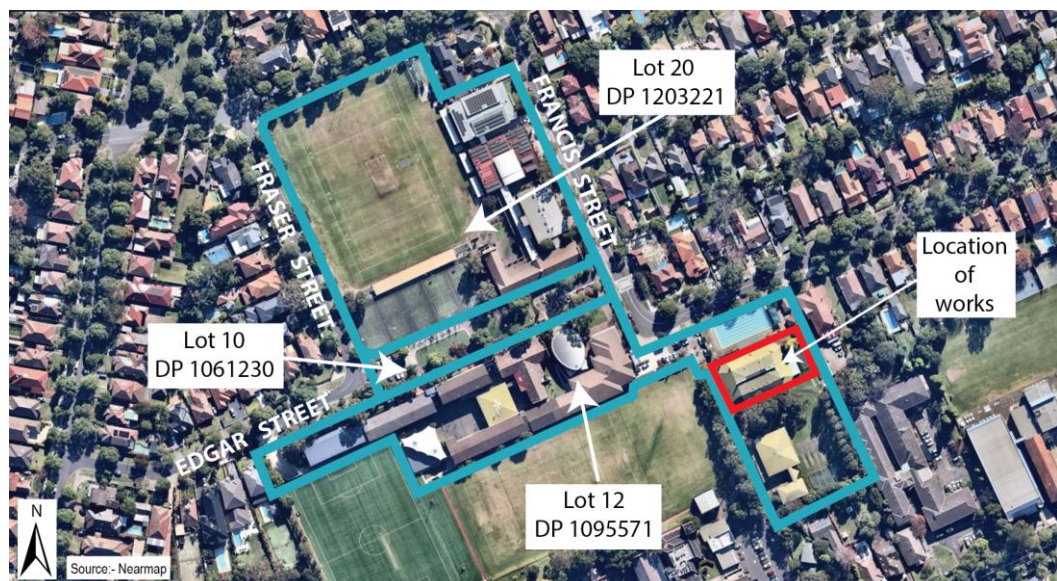 Lot 20
DP 1203221
FRANCIS STREET
FRASER STREET
Location
of
works
Lot 10
DP 1061230
EDGAR STREET
Lot 12
DP 1095571
N
Source:- Nearmap